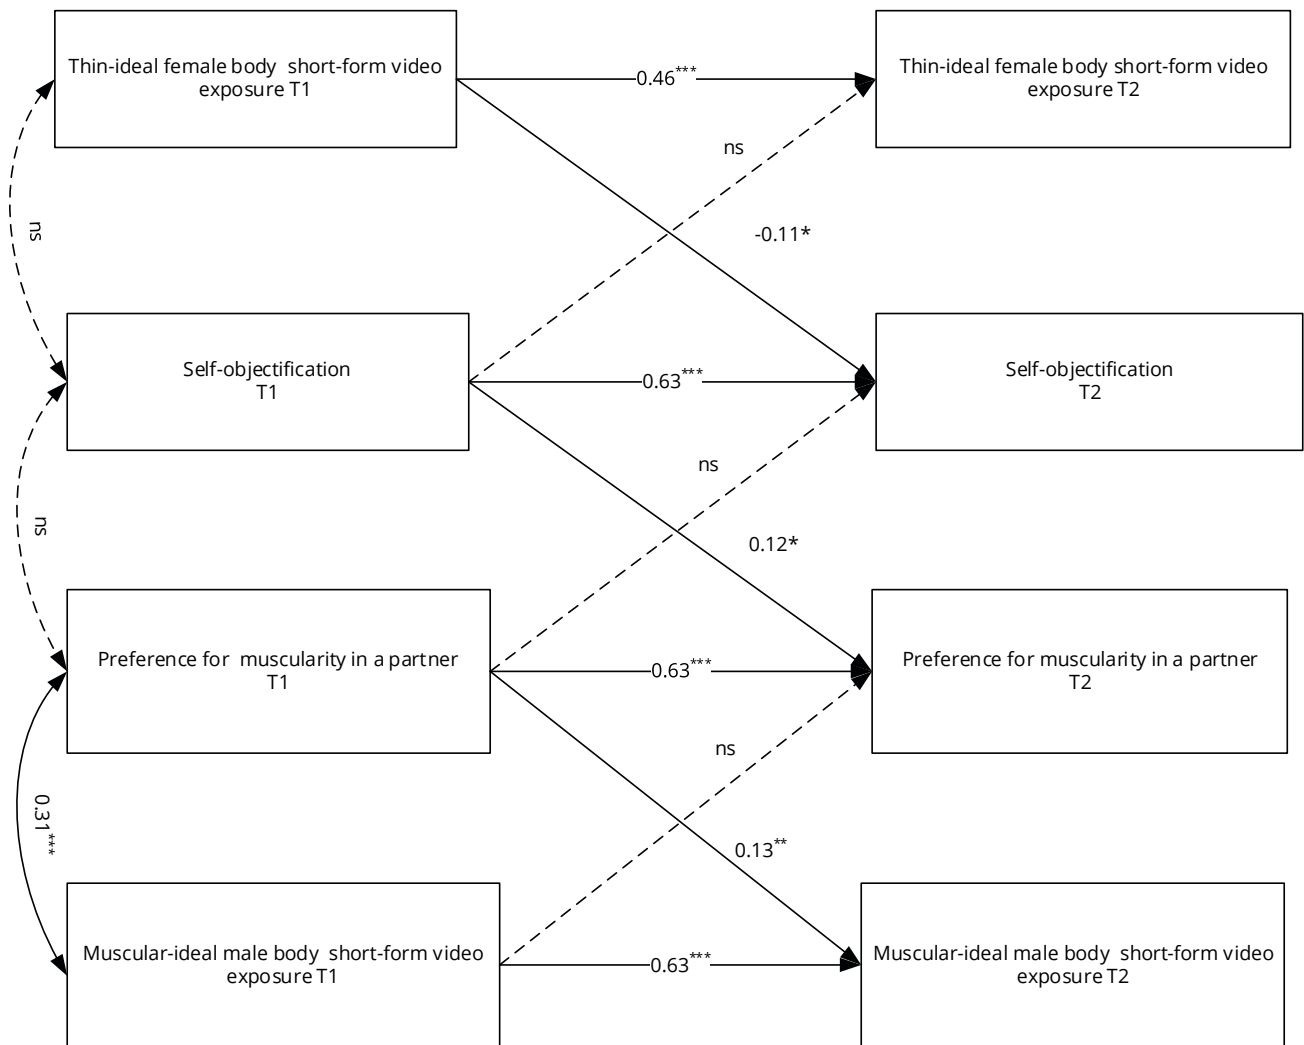 Thin-ideal female body  short-form video
exposure T1
0.46***
Thin-ideal female body short-form video
exposure T2
ns
ns
-0.11*
Self-objectification
T1
0.63***
Self-objectification
T2
ns
ns
0.12*
Preference for  muscularity in a partner
T1
0.63***
Preference for muscularity in a partner
T2
ns
0.31***
0.13**
Muscular-ideal male body  short-form video
exposure T1
0.63***
Muscular-ideal male body  short-form video
exposure T2